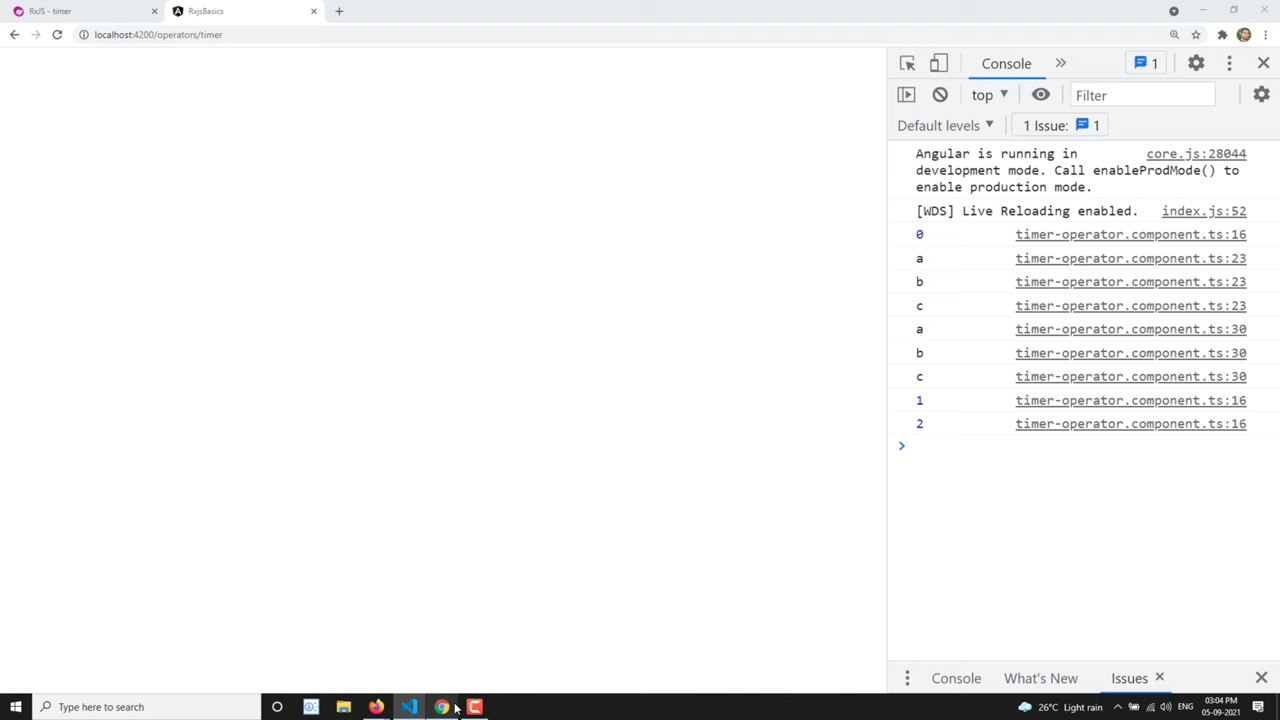 RxJS - timer
RxjsBasics
localhost:4200/operators/timer
Console
1
top
Filter
Default levels
1 Issue: 1
Angular is running in core.js:28044
development mode. Call enableProdMode() to
enable production mode.
[WDS] Live Reloading enabled. index.js:52
0 timer-operator.component.ts:16
a timer-operator.component.ts:23
b timer-operator.component.ts:23
c timer-operator.component.ts:23
a timer-operator.component.ts:30
b timer-operator.component.ts:30
c timer-operator.component.ts:30
1 timer-operator.component.ts:16
2 timer-operator.component.ts:16
Console What's New Issues
Type here to search
26°C Light rain
ENG
03:04 PM
05-09-2021